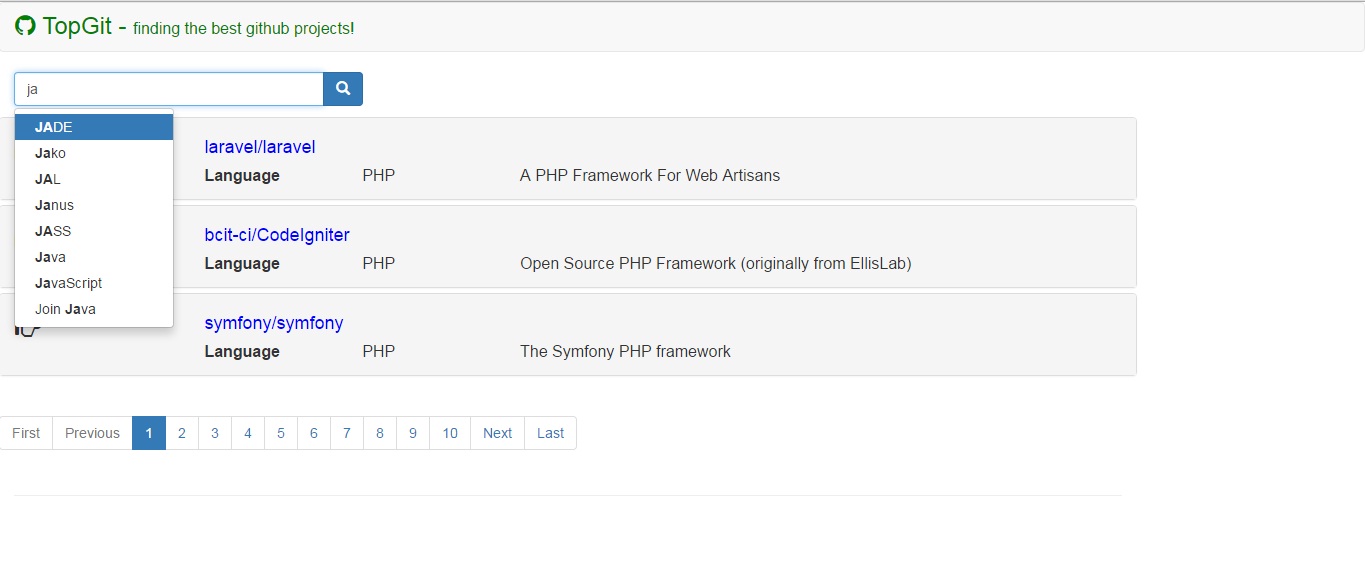 TopGit - finding the best github projects!
ja
JADE
Jako
JAL
Janus
JASS
Java
JavaScript
Join Java
laravel/laravel
Language PHP A PHP Framework For Web Artisans
bcit-ci/CodeIgniter
Language PHP Open Source PHP Framework (originally from EllisLab)
symfony/symfony
Language PHP The Symfony PHP framework
First Previous 1 2 3 4 5 6 7 8 9 10 Next Last